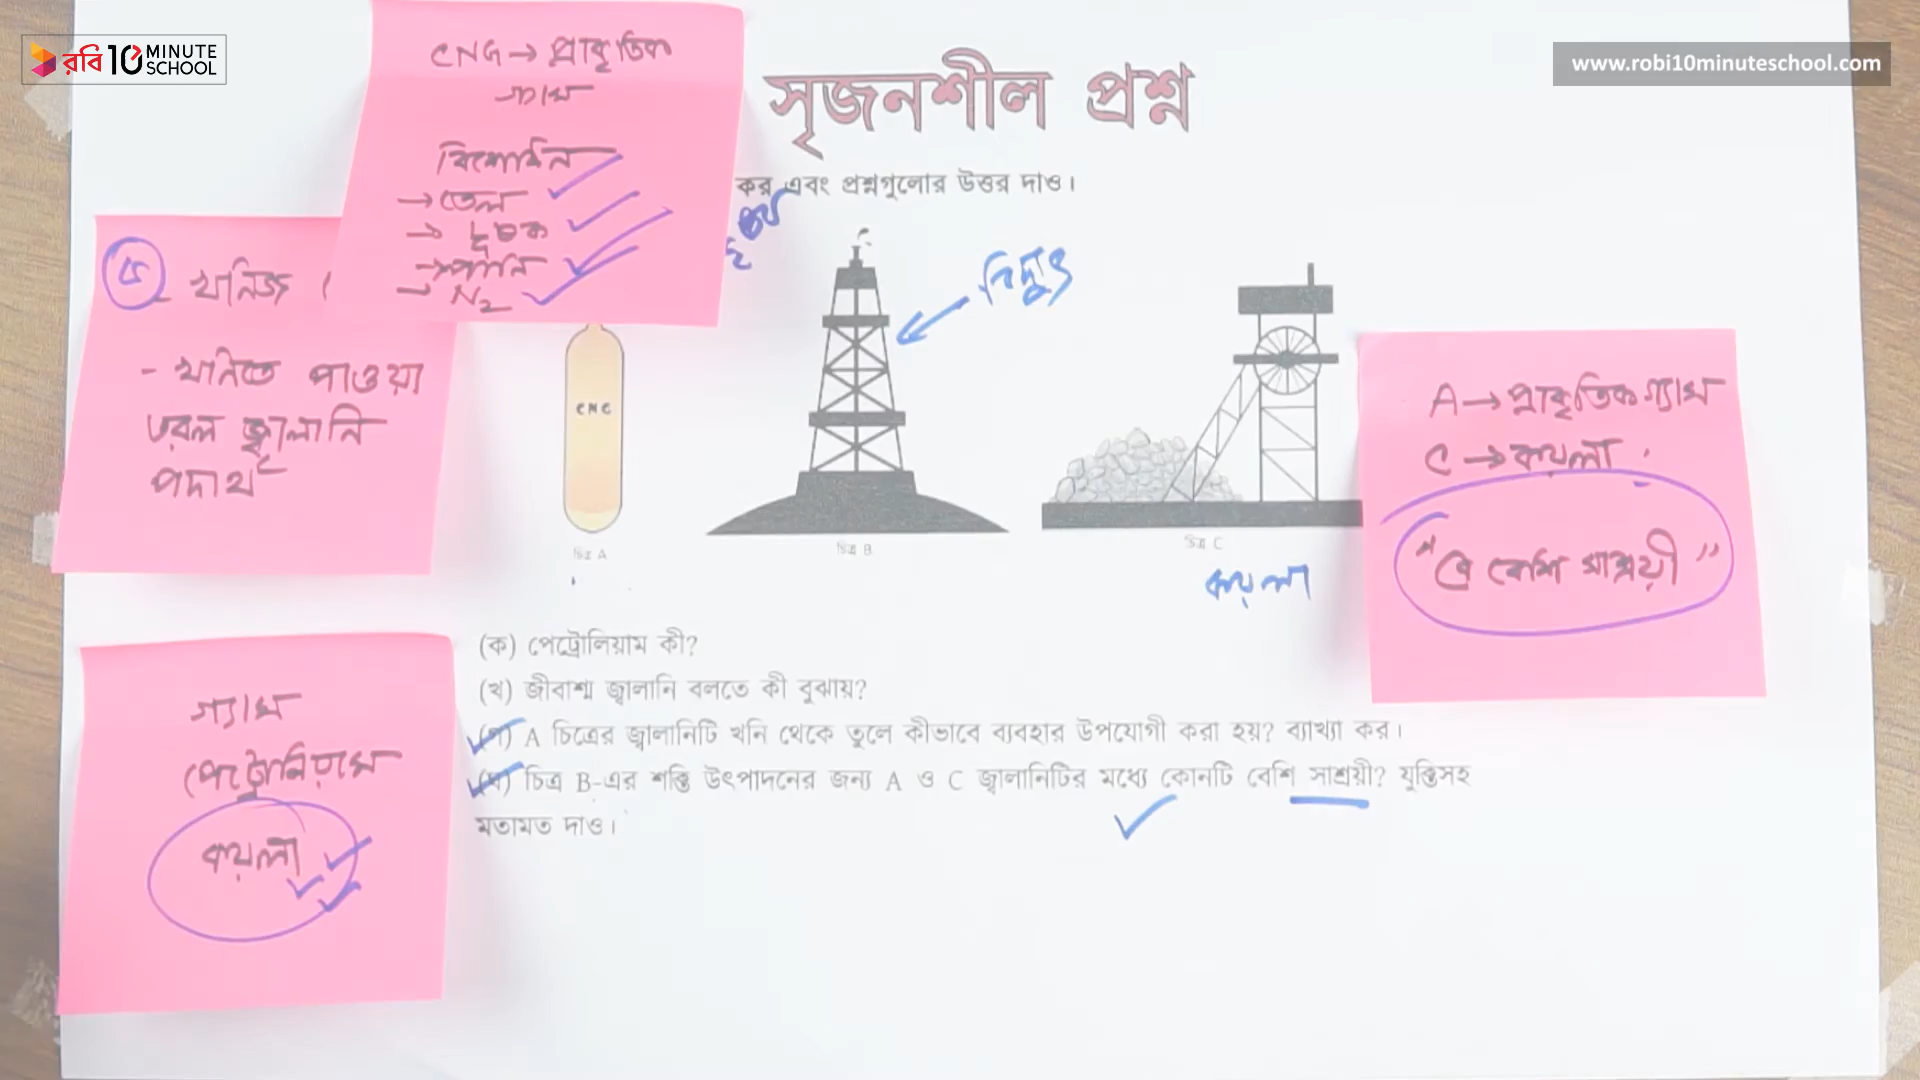 রবি 10 MINUTE SCHOOL
www.robi10minuteschool.com
সৃজনশীল প্রশ্ন
কর এবং প্রশ্নগুলোর উত্তর দাও।
CNG → প্রাকৃতিক
গ্যাস
বিশোধন
→ তেল
→
→ পানি
→ N₂
ক
খনিজ (
- খনিতে পাওয়া
তরল জ্বালানি
পদার্থ
CNG
চিত্র A
বিদ্যুৎ
চিত্র B
চিত্র C
কয়লা
A → প্রাকৃতিক গ্যাস
C → কয়লা
"কে বেশি সাশ্রয়ী"
গ্যাস
পেট্রোলিয়াম
কয়লা
(ক) পেট্রোলিয়াম কী?
(খ) জীবাশ্ম জ্বালানি বলতে কী বুঝায়?
(গ) A চিত্রের জ্বালানিটি খনি থেকে তুলে কীভাবে ব্যবহার উপযোগী করা হয়? ব্যাখ্যা কর।
(ঘ) চিত্র B-এর শক্তি উৎপাদনের জন্য A ও C জ্বালানিটির মধ্যে কোনটি বেশি সাশ্রয়ী? যুক্তিসহ
মতামত দাও।